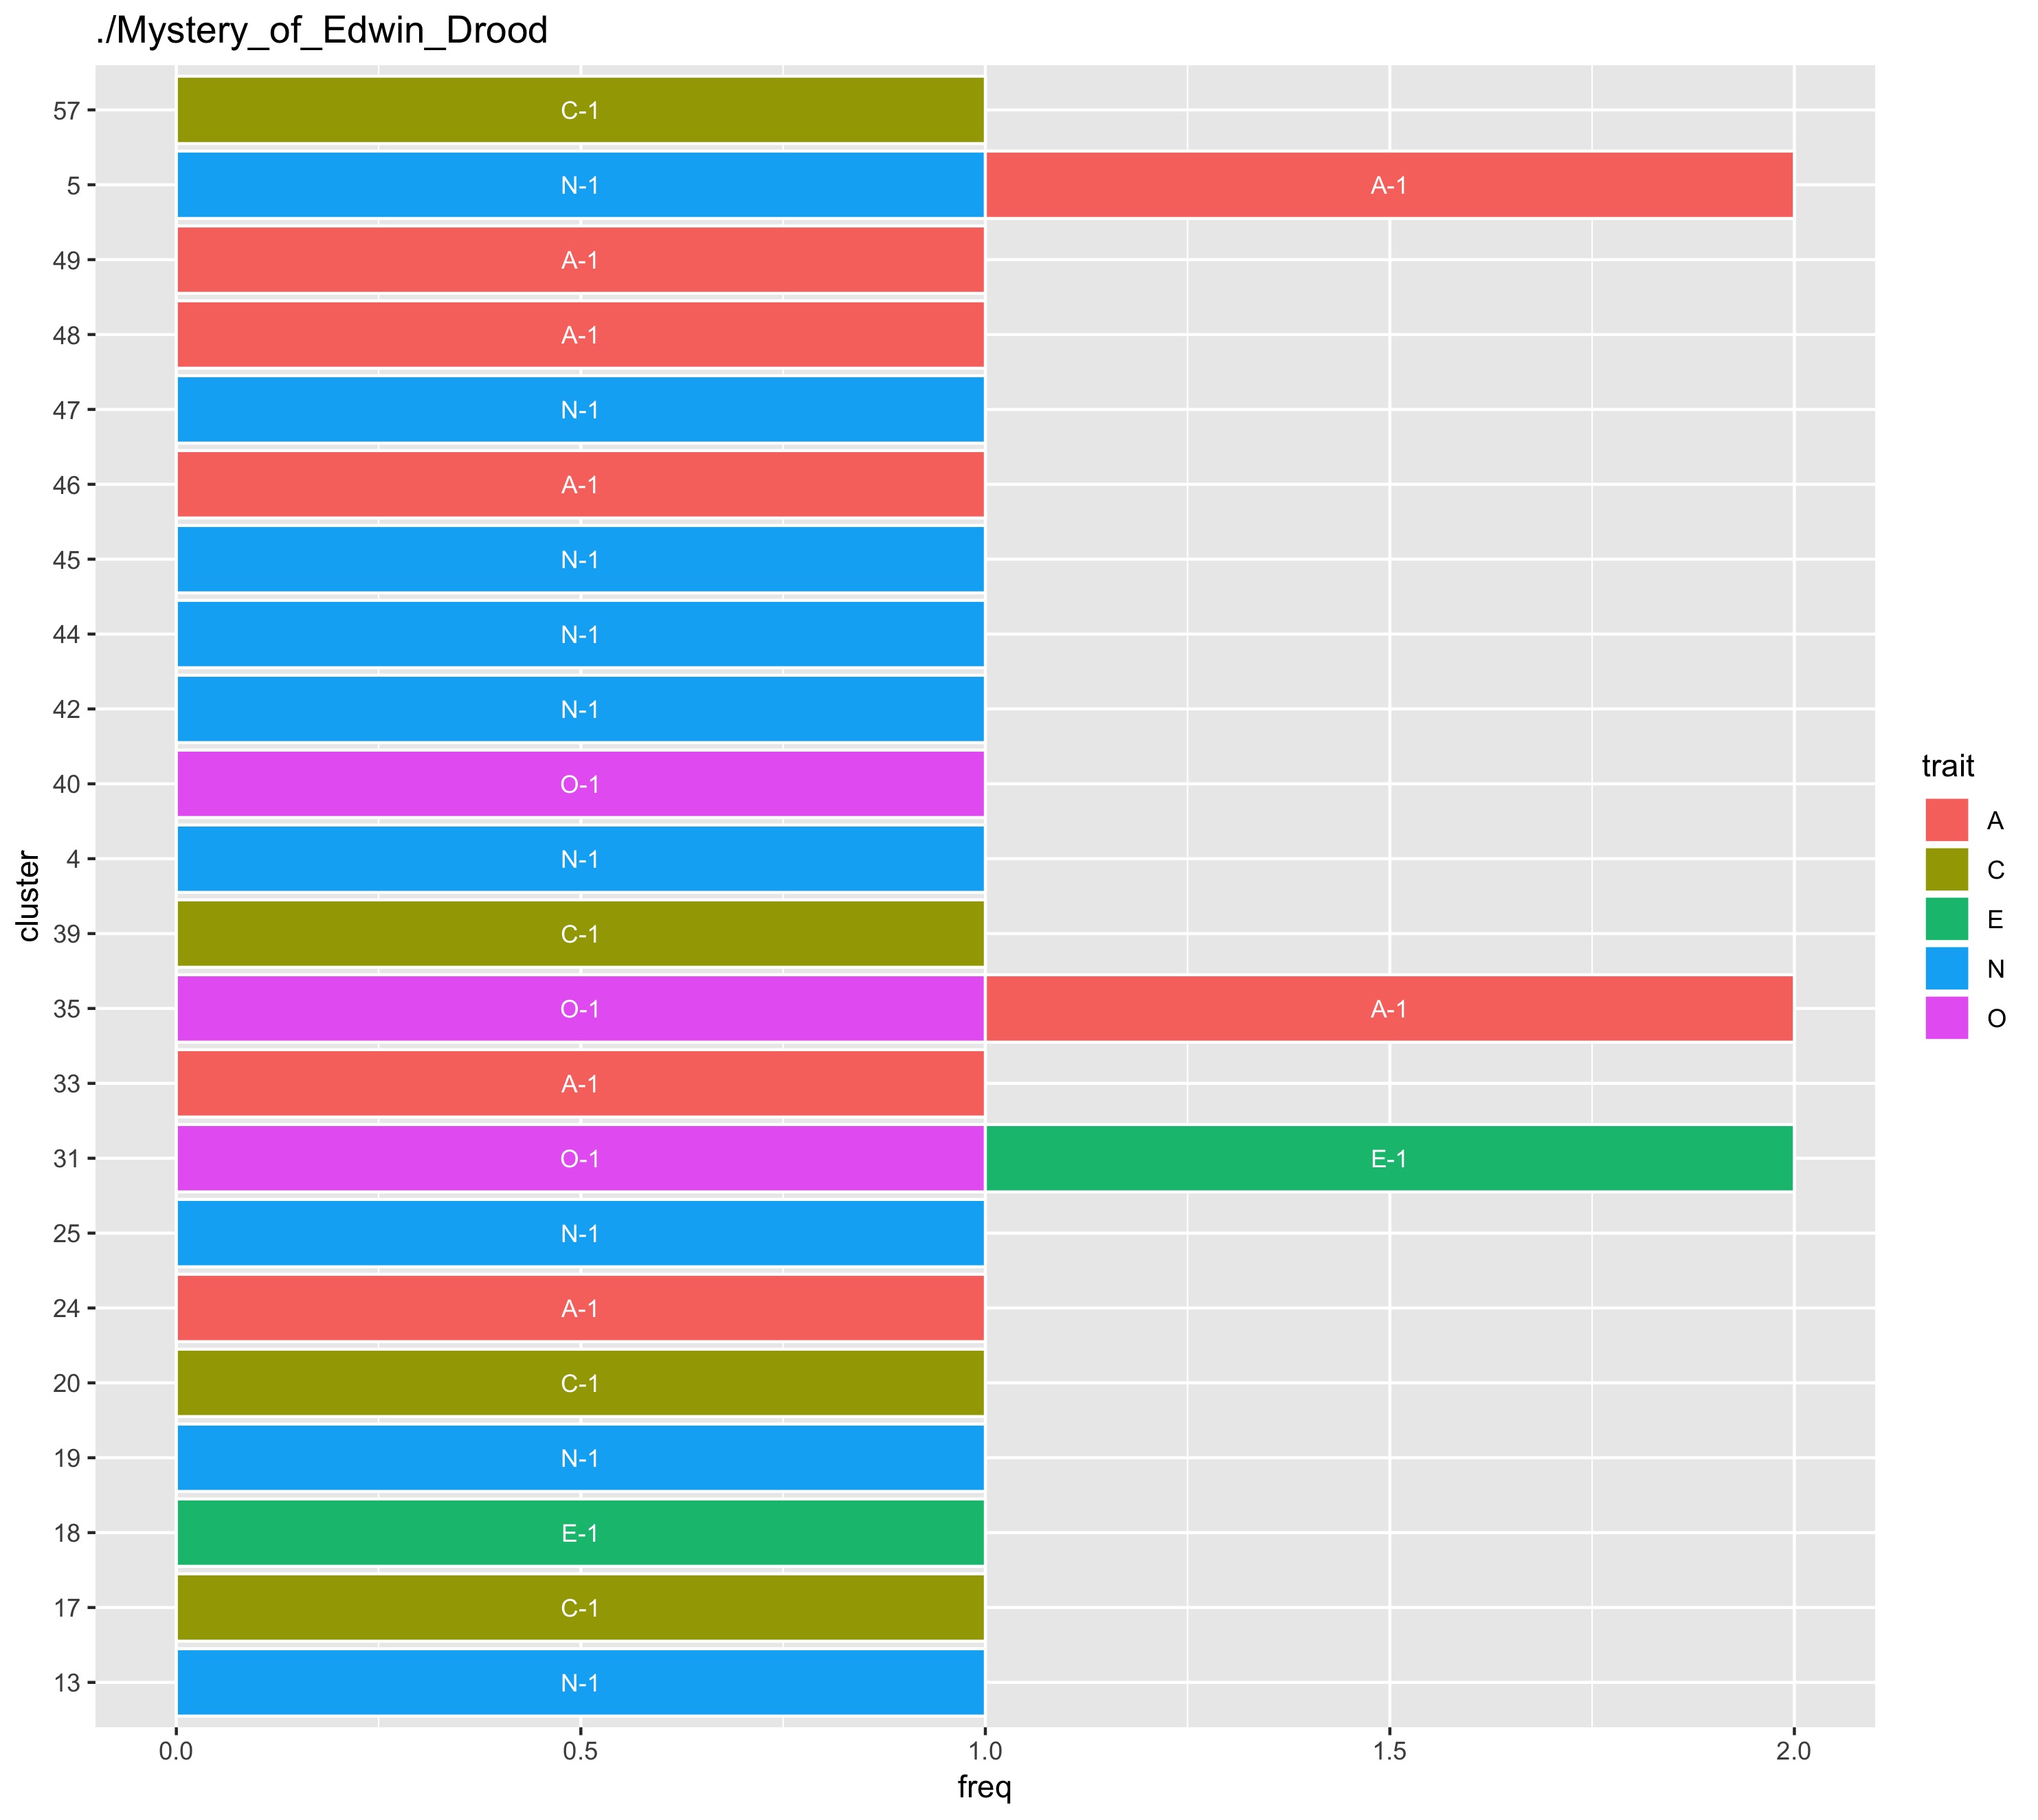 ./Mystery_of_Edwin_Drood
57 C-1
5 N-1 A-1
49 A-1
48 A-1
47 N-1
46 A-1
45 N-1
44 N-1
42 N-1
40 O-1
4 N-1
39 C-1
35 O-1 A-1
33 A-1
31 O-1 E-1
25 N-1
24 A-1
20 C-1
19 N-1
18 E-1
17 C-1
13 N-1
0.0 0.5 1.0 1.5 2.0
freq
cluster
trait
A
C
E
N
O